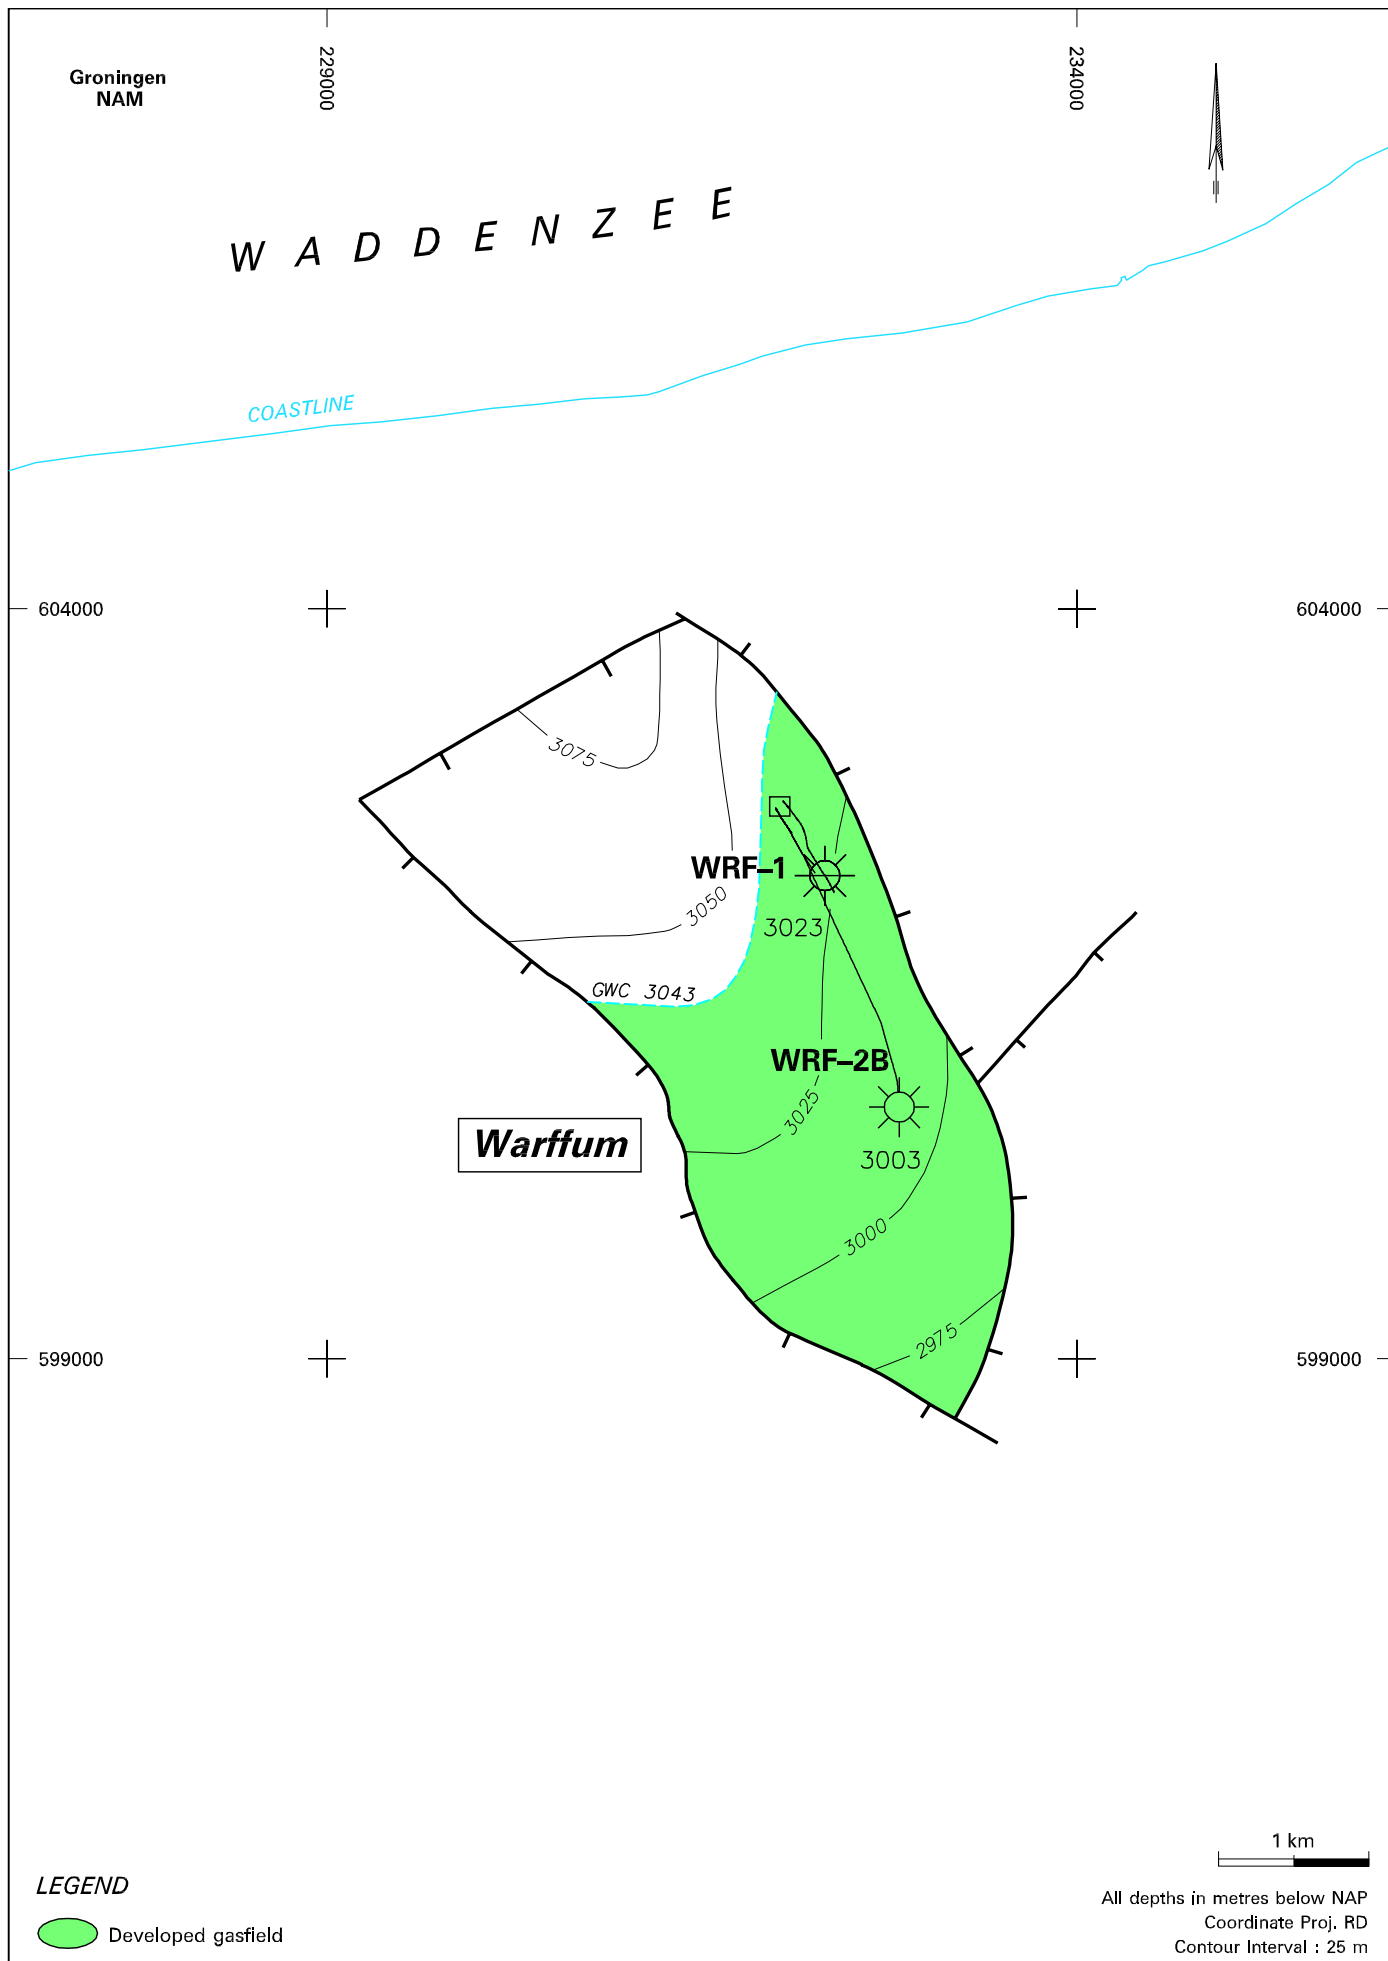 229000
234000
Groningen
NAM
WADDENZEE
COASTLINE
604000
604000
3075
WRF–1
3050
3023
GWC 3043
WRF–2B
3025
Warffum
3003
3000
2975
599000
599000
1 km
LEGEND
All depths in metres below NAP
Coordinate Proj. RD
Developed gasfield
Contour Interval : 25 m